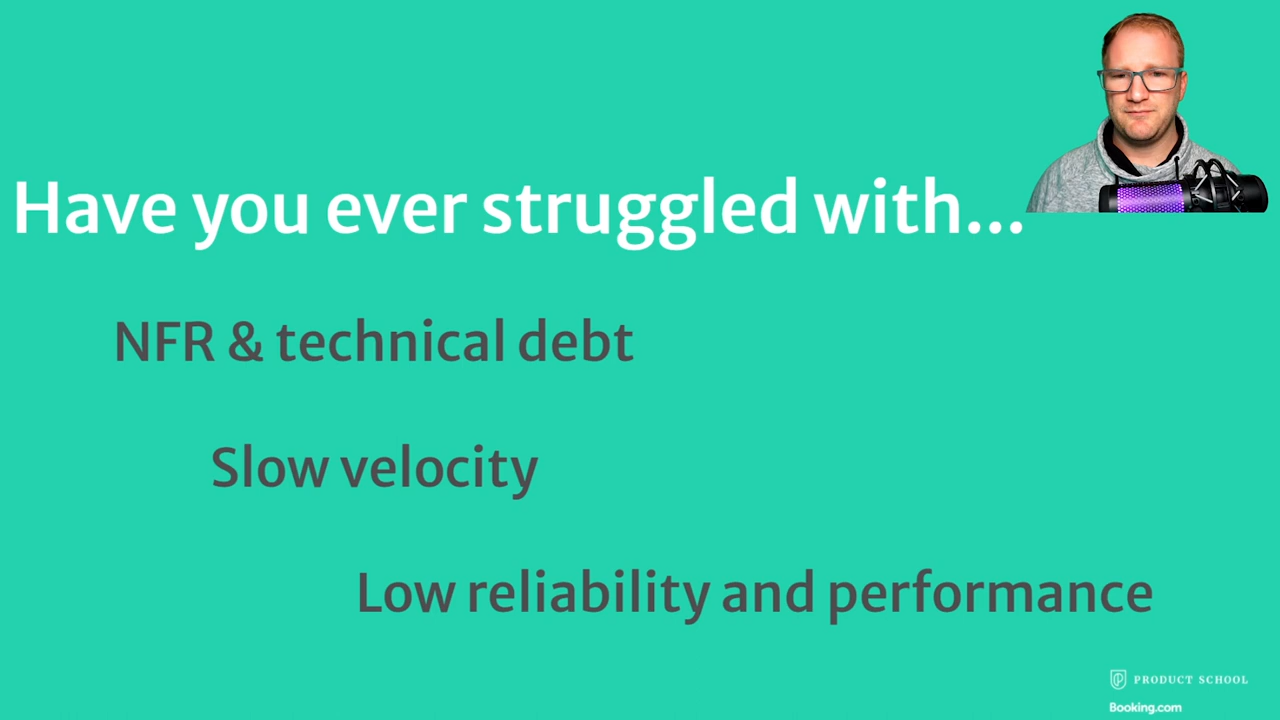 Have you ever struggled with...
NFR & technical debt
Slow velocity
Low reliability and performance
PRODUCT SCHOOL
Booking.com